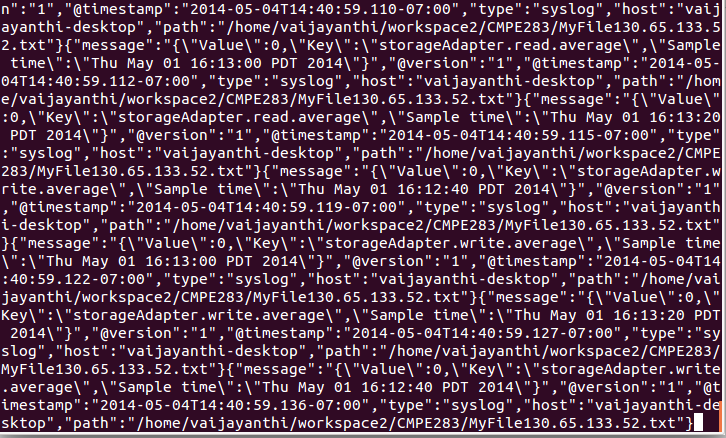 n":"1","@timestamp":"2014-05-04T14:40:59.110-07:00","type":"syslog","host":"vaij
ayanthi-desktop","path":"/home/vaijayanthi/workspace2/CMPE283/MyFile130.65.133.5
2.txt"}{"message":"{\"Value\":0,\"Key\":\"storageAdapter.read.average\",\"Sample
 time\":\"Thu May 01 16:13:00 PDT 2014\"}","@version":"1","@timestamp":"2014-05-
04T14:40:59.112-07:00","type":"syslog","host":"vaijayanthi-desktop","path":"/hom
e/vaijayanthi/workspace2/CMPE283/MyFile130.65.133.52.txt"}{"message":"{\"Value\"
:0,\"Key\":\"storageAdapter.read.average\",\"Sample time\":\"Thu May 01 16:13:20
 PDT 2014\"}","@version":"1","@timestamp":"2014-05-04T14:40:59.115-07:00","type"
:"syslog","host":"vaijayanthi-desktop","path":"/home/vaijayanthi/workspace2/CMPE
283/MyFile130.65.133.52.txt"}{"message":"{\"Value\":0,\"Key\":\"storageAdapter.w
rite.average\",\"Sample time\":\"Thu May 01 16:12:40 PDT 2014\"}","@version":"1"
,"@timestamp":"2014-05-04T14:40:59.119-07:00","type":"syslog","host":"vaijayanth
i-desktop","path":"/home/vaijayanthi/workspace2/CMPE283/MyFile130.65.133.52.txt"
}{"message":"{\"Value\":0,\"Key\":\"storageAdapter.write.average\",\"Sample time
\":\"Thu May 01 16:13:00 PDT 2014\"}","@version":"1","@timestamp":"2014-05-04T14
:40:59.122-07:00","type":"syslog","host":"vaijayanthi-desktop","path":"/home/vai
jayanthi/workspace2/CMPE283/MyFile130.65.133.52.txt"}{"message":"{\"Value\":0,\"
Key\":\"storageAdapter.write.average\",\"Sample time\":\"Thu May 01 16:13:20 PDT
 2014\"}","@version":"1","@timestamp":"2014-05-04T14:40:59.127-07:00","type":"sy
slog","host":"vaijayanthi-desktop","path":"/home/vaijayanthi/workspace2/CMPE283/
MyFile130.65.133.52.txt"}{"message":"{\"Value\":0,\"Key\":\"storageAdapter.write
.average\",\"Sample time\":\"Thu May 01 16:12:40 PDT 2014\"}","@version":"1","@t
imestamp":"2014-05-04T14:40:59.136-07:00","type":"syslog","host":"vaijayanthi-de
sktop","path":"/home/vaijayanthi/workspace2/CMPE283/MyFile130.65.133.52.txt"}